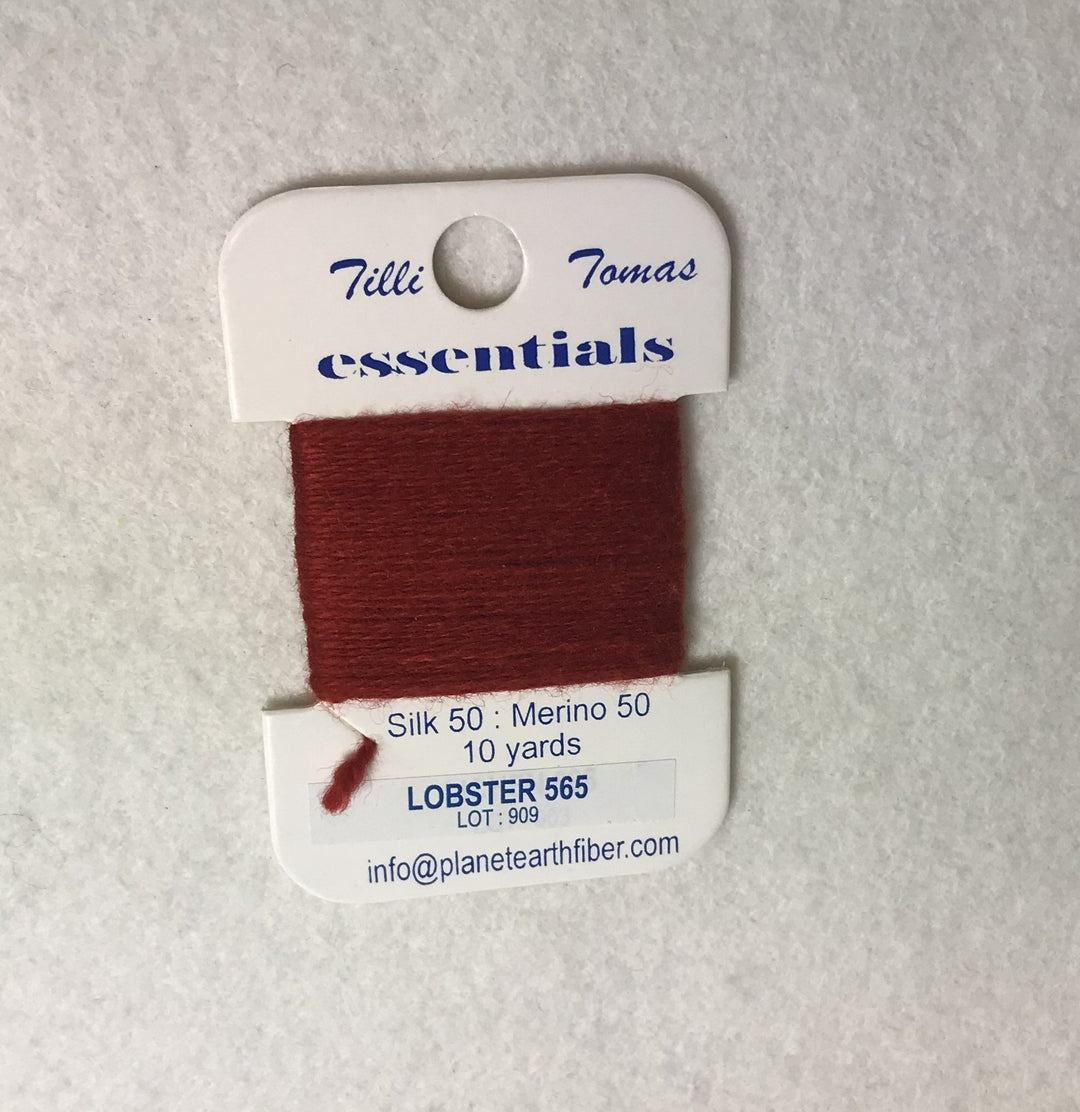 Tilli Tomas
essentials
Silk 50 : Merino 50
10 yards
LOBSTER 565
LOT : 909
info@planetearthfiber.com